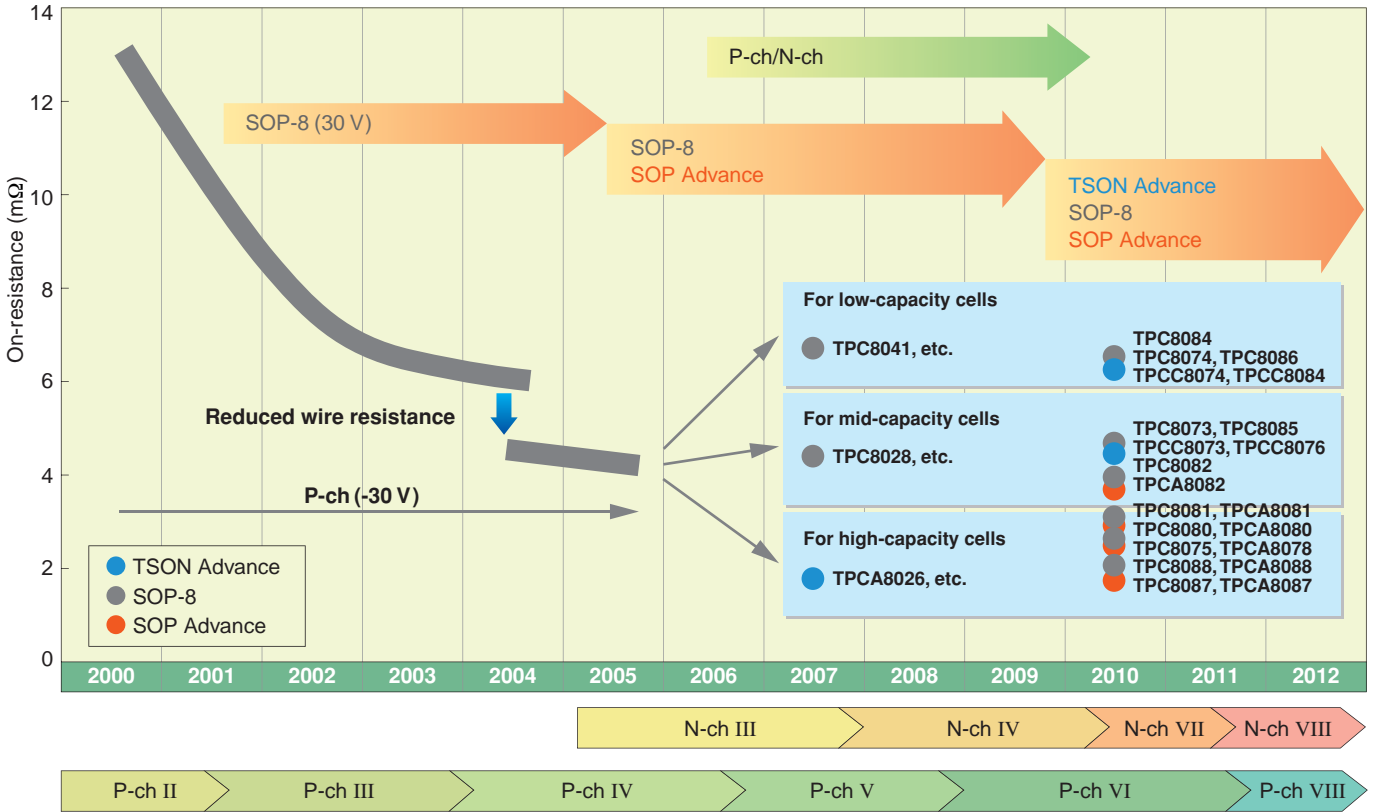 On-resistance (mΩ)
14
12
10
8
6
4
2
0
P-ch/N-ch
SOP-8 (30 V)
SOP-8
SOP Advance
TSON Advance
SOP-8
SOP Advance
Reduced wire resistance
P-ch (-30 V)
For low-capacity cells
TPC8041, etc.
TPC8084
TPC8074, TPC8086
TPCC8074, TPCC8084
For mid-capacity cells
TPC8028, etc.
TPC8073, TPC8085
TPCC8073, TPCC8076
TPC8082
TPCA8082
For high-capacity cells
TPCA8026, etc.
TPC8081, TPCA8081
TPC8080, TPCA8080
TPC8075, TPCA8078
TPC8088, TPCA8088
TPC8087, TPCA8087
TSON Advance
SOP-8
SOP Advance
2000 2001 2002 2003 2004 2005 2006 2007 2008 2009 2010 2011 2012
N-ch III N-ch IV N-ch VII N-ch VIII
P-ch II P-ch III P-ch IV P-ch V P-ch VI P-ch VIII